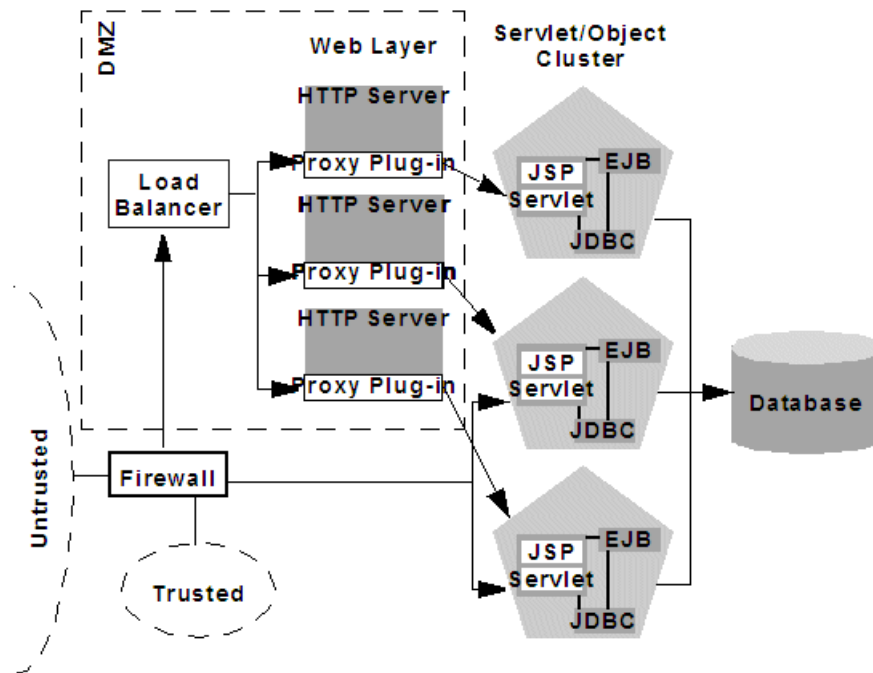 DMZ
Web Layer
Servlet/Object
Cluster
HTTP Server
Proxy Plug-in
HTTP Server
Proxy Plug-in
HTTP Server
Proxy Plug-in
Load
Balancer
JSP
Servlet
EJB
JDBC
JSP
Servlet
EJB
JDBC
JSP
Servlet
EJB
JDBC
Database
Untrusted
Firewall
Trusted